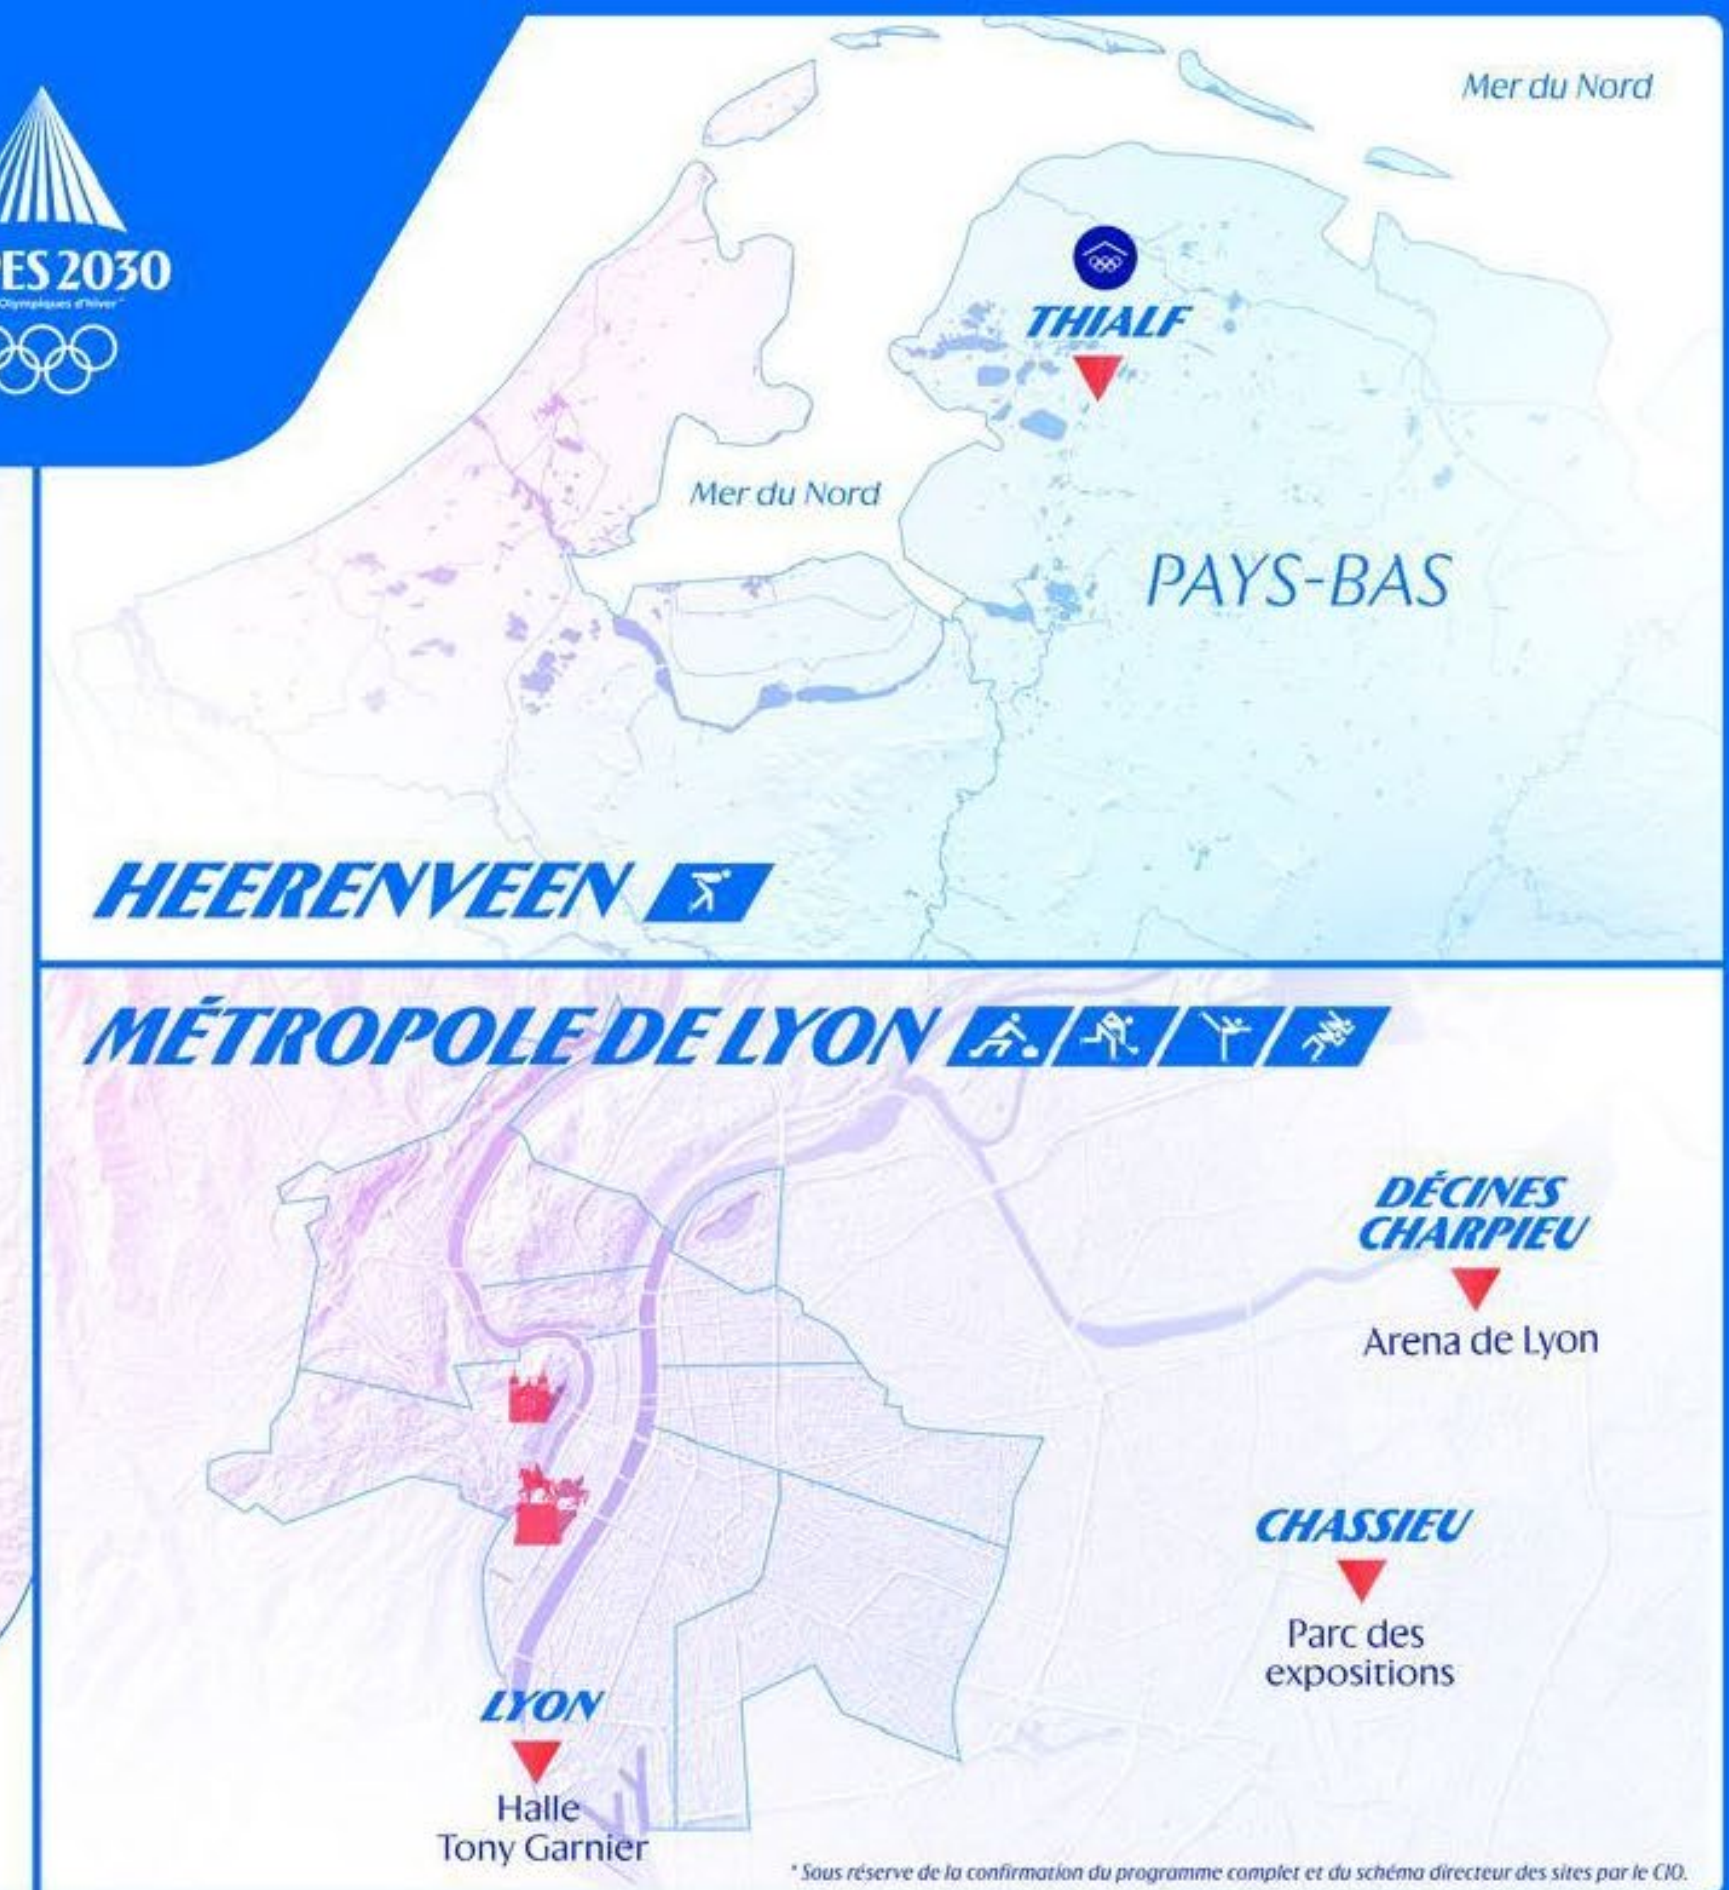 ES 2030
Olympiques d'hiver
Mer du Nord
THIALF
Mer du Nord
PAYS-BAS
HEERENVEEN
MÉTROPOLE DE LYON
DÉCINES
CHARPIEU
Arena de Lyon
CHASSIEU
Parc des
expositions
LYON
Halle
Tony Garnier
* Sous réserve de la confirmation du programme complet et du schéma directeur des sites par le CIO.